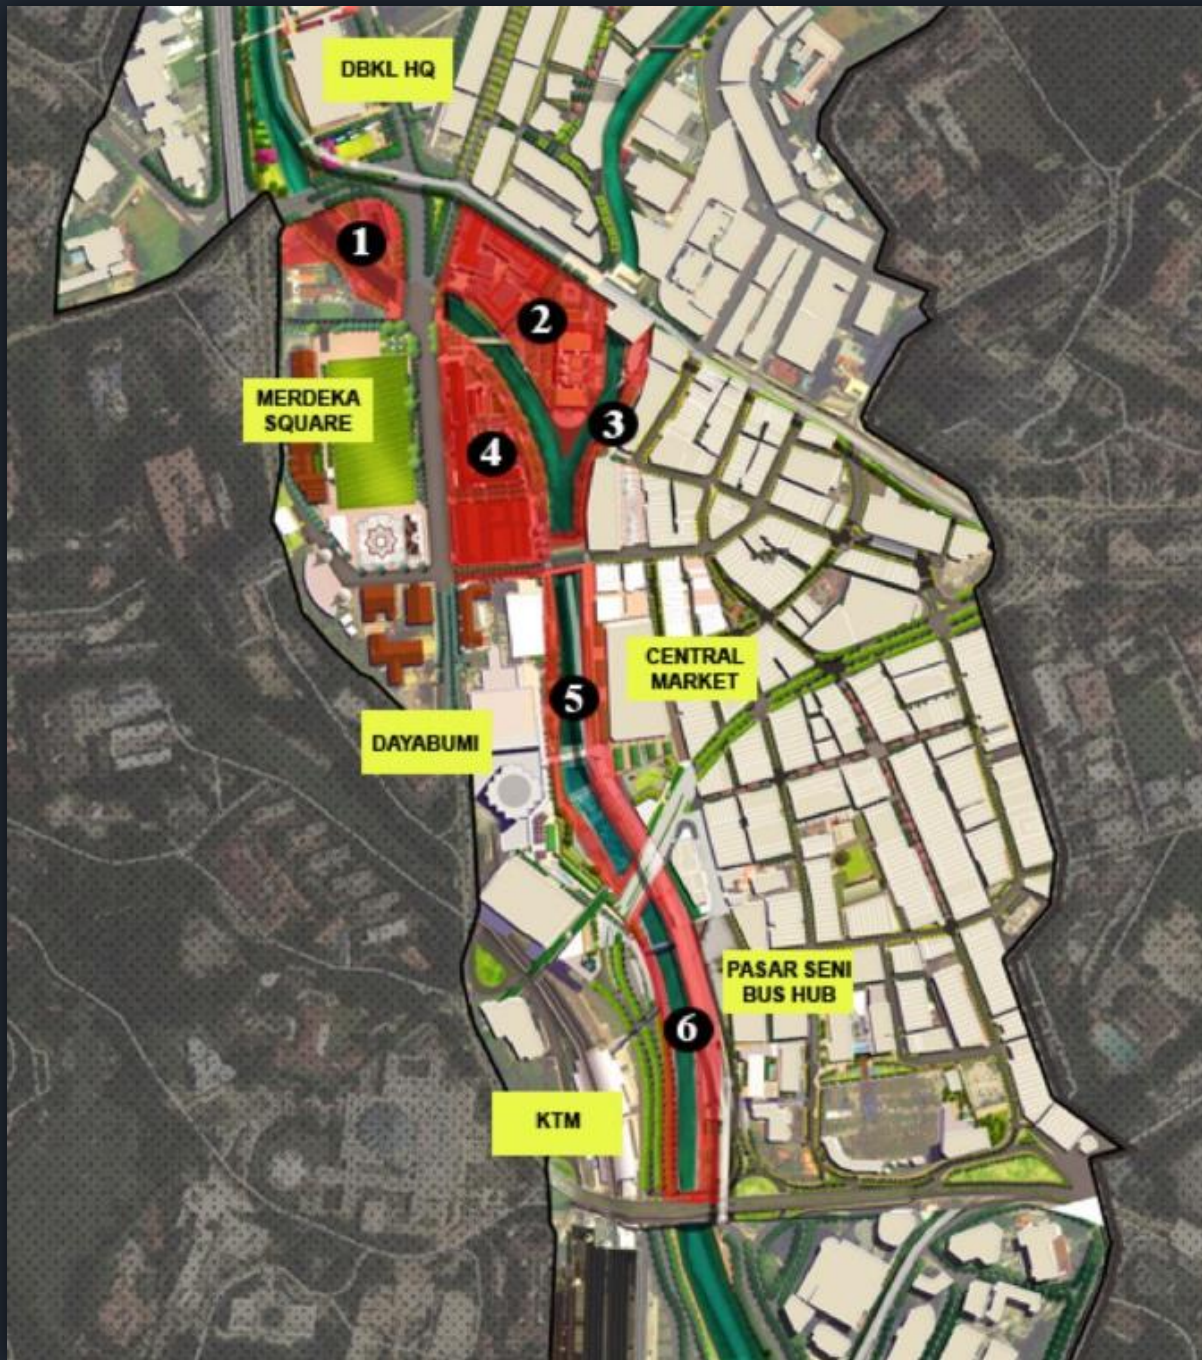 DBKL HQ
1
2
MERDEKA
SQUARE
3
4
CENTRAL
MARKET
5
DAYABUMI
PASAR SENI
BUS HUB
6
KTM